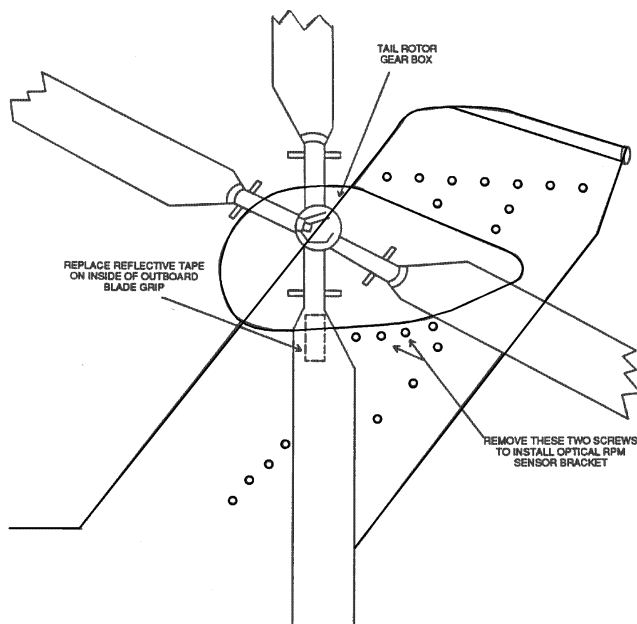 TAIL ROTOR
GEAR BOX
REPLACE REFLECTIVE TAPE
ON INSIDE OF OUTBOARD
BLADE GRIP
REMOVE THESE TWO SCREWS
TO INSTALL OPTICAL RPM
SENSOR BRACKET